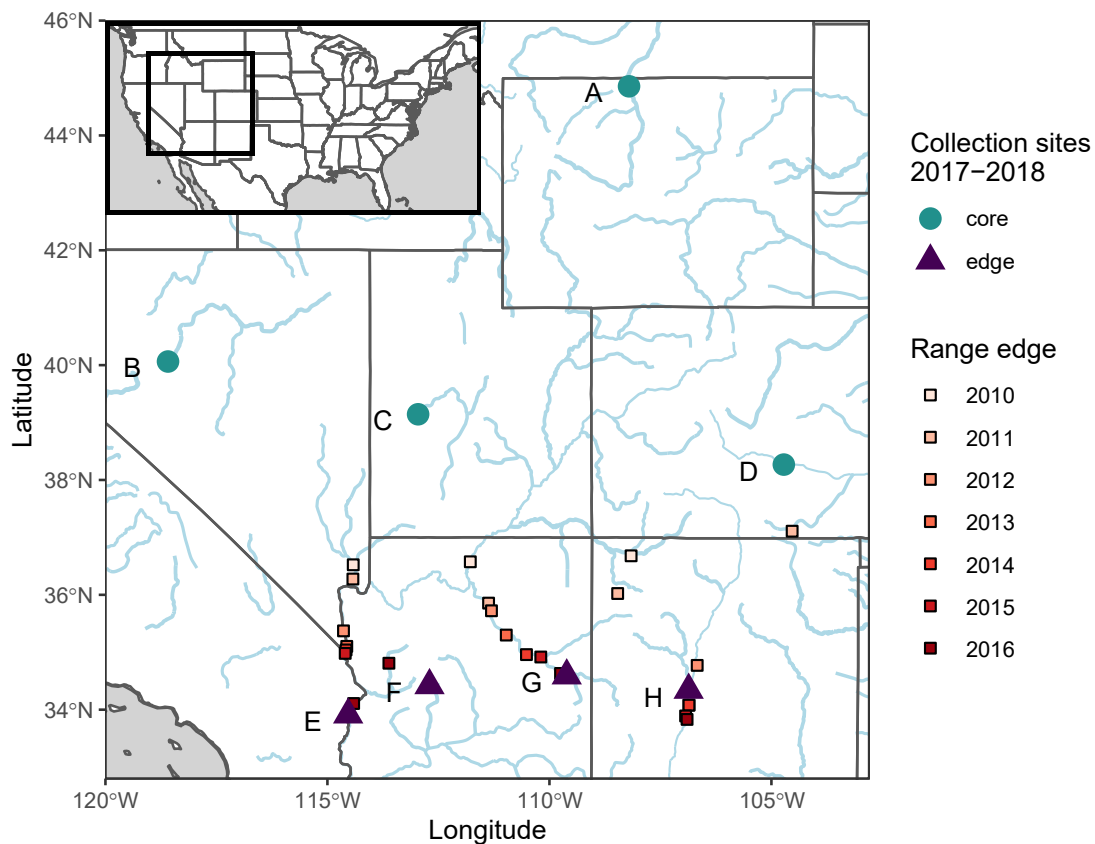 46°N
44°N
42°N
40°N
38°N
36°N
34°N
Latitude
120°W
115°W
110°W
105°W
Longitude
A
B
C
D
E
F
G
H
Collection sites
2017−2018
core
edge
Range edge
2010
2011
2012
2013
2014
2015
2016